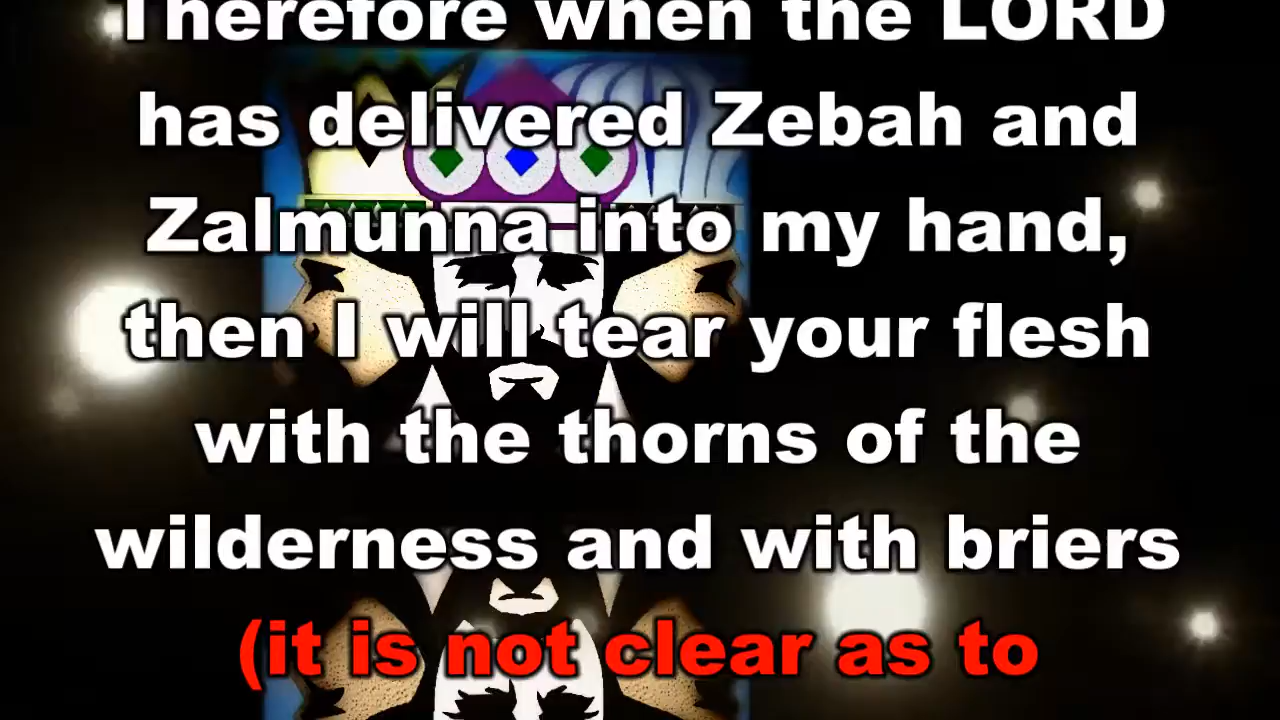 Therefore when the LORD
has delivered Zebah and
Zalmunna into my hand,
then I will tear your flesh
with the thorns of the
wilderness and with briers
(it is not clear as to